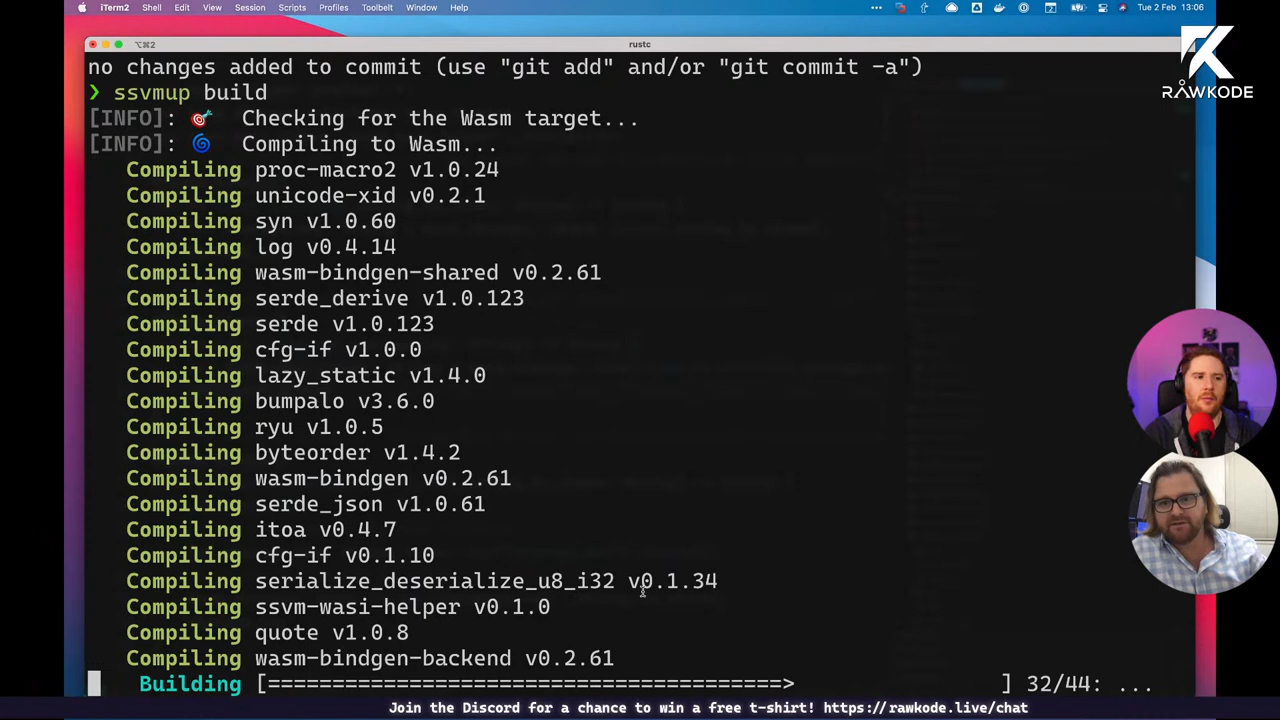 iTerm2 Shell Edit View Session Scripts Profiles Toolbelt Window Help
Tue 2 Feb 13:06
⌥⌘2
rustc
RAWKODE
no changes added to commit (use "git add" and/or "git commit -a")
❯ ssvmup build
[INFO]: 🎯 Checking for the Wasm target...
[INFO]: 🌀 Compiling to Wasm...
Compiling proc-macro2 v1.0.24
Compiling unicode-xid v0.2.1
Compiling syn v1.0.60
Compiling log v0.4.14
Compiling wasm-bindgen-shared v0.2.61
Compiling serde_derive v1.0.123
Compiling serde v1.0.123
Compiling cfg-if v1.0.0
Compiling lazy_static v1.4.0
Compiling bumpalo v3.6.0
Compiling ryu v1.0.5
Compiling byteorder v1.4.2
Compiling wasm-bindgen v0.2.61
Compiling serde_json v1.0.61
Compiling itoa v0.4.7
Compiling cfg-if v0.1.10
Compiling serialize_deserialize_u8_i32 v0.1.34
Compiling ssvm-wasi-helper v0.1.0
Compiling quote v1.0.8
Compiling wasm-bindgen-backend v0.2.61
Building [========================================> ] 32/44: ...
Join the Discord for a chance to win a free t-shirt! https://rawkode.live/chat